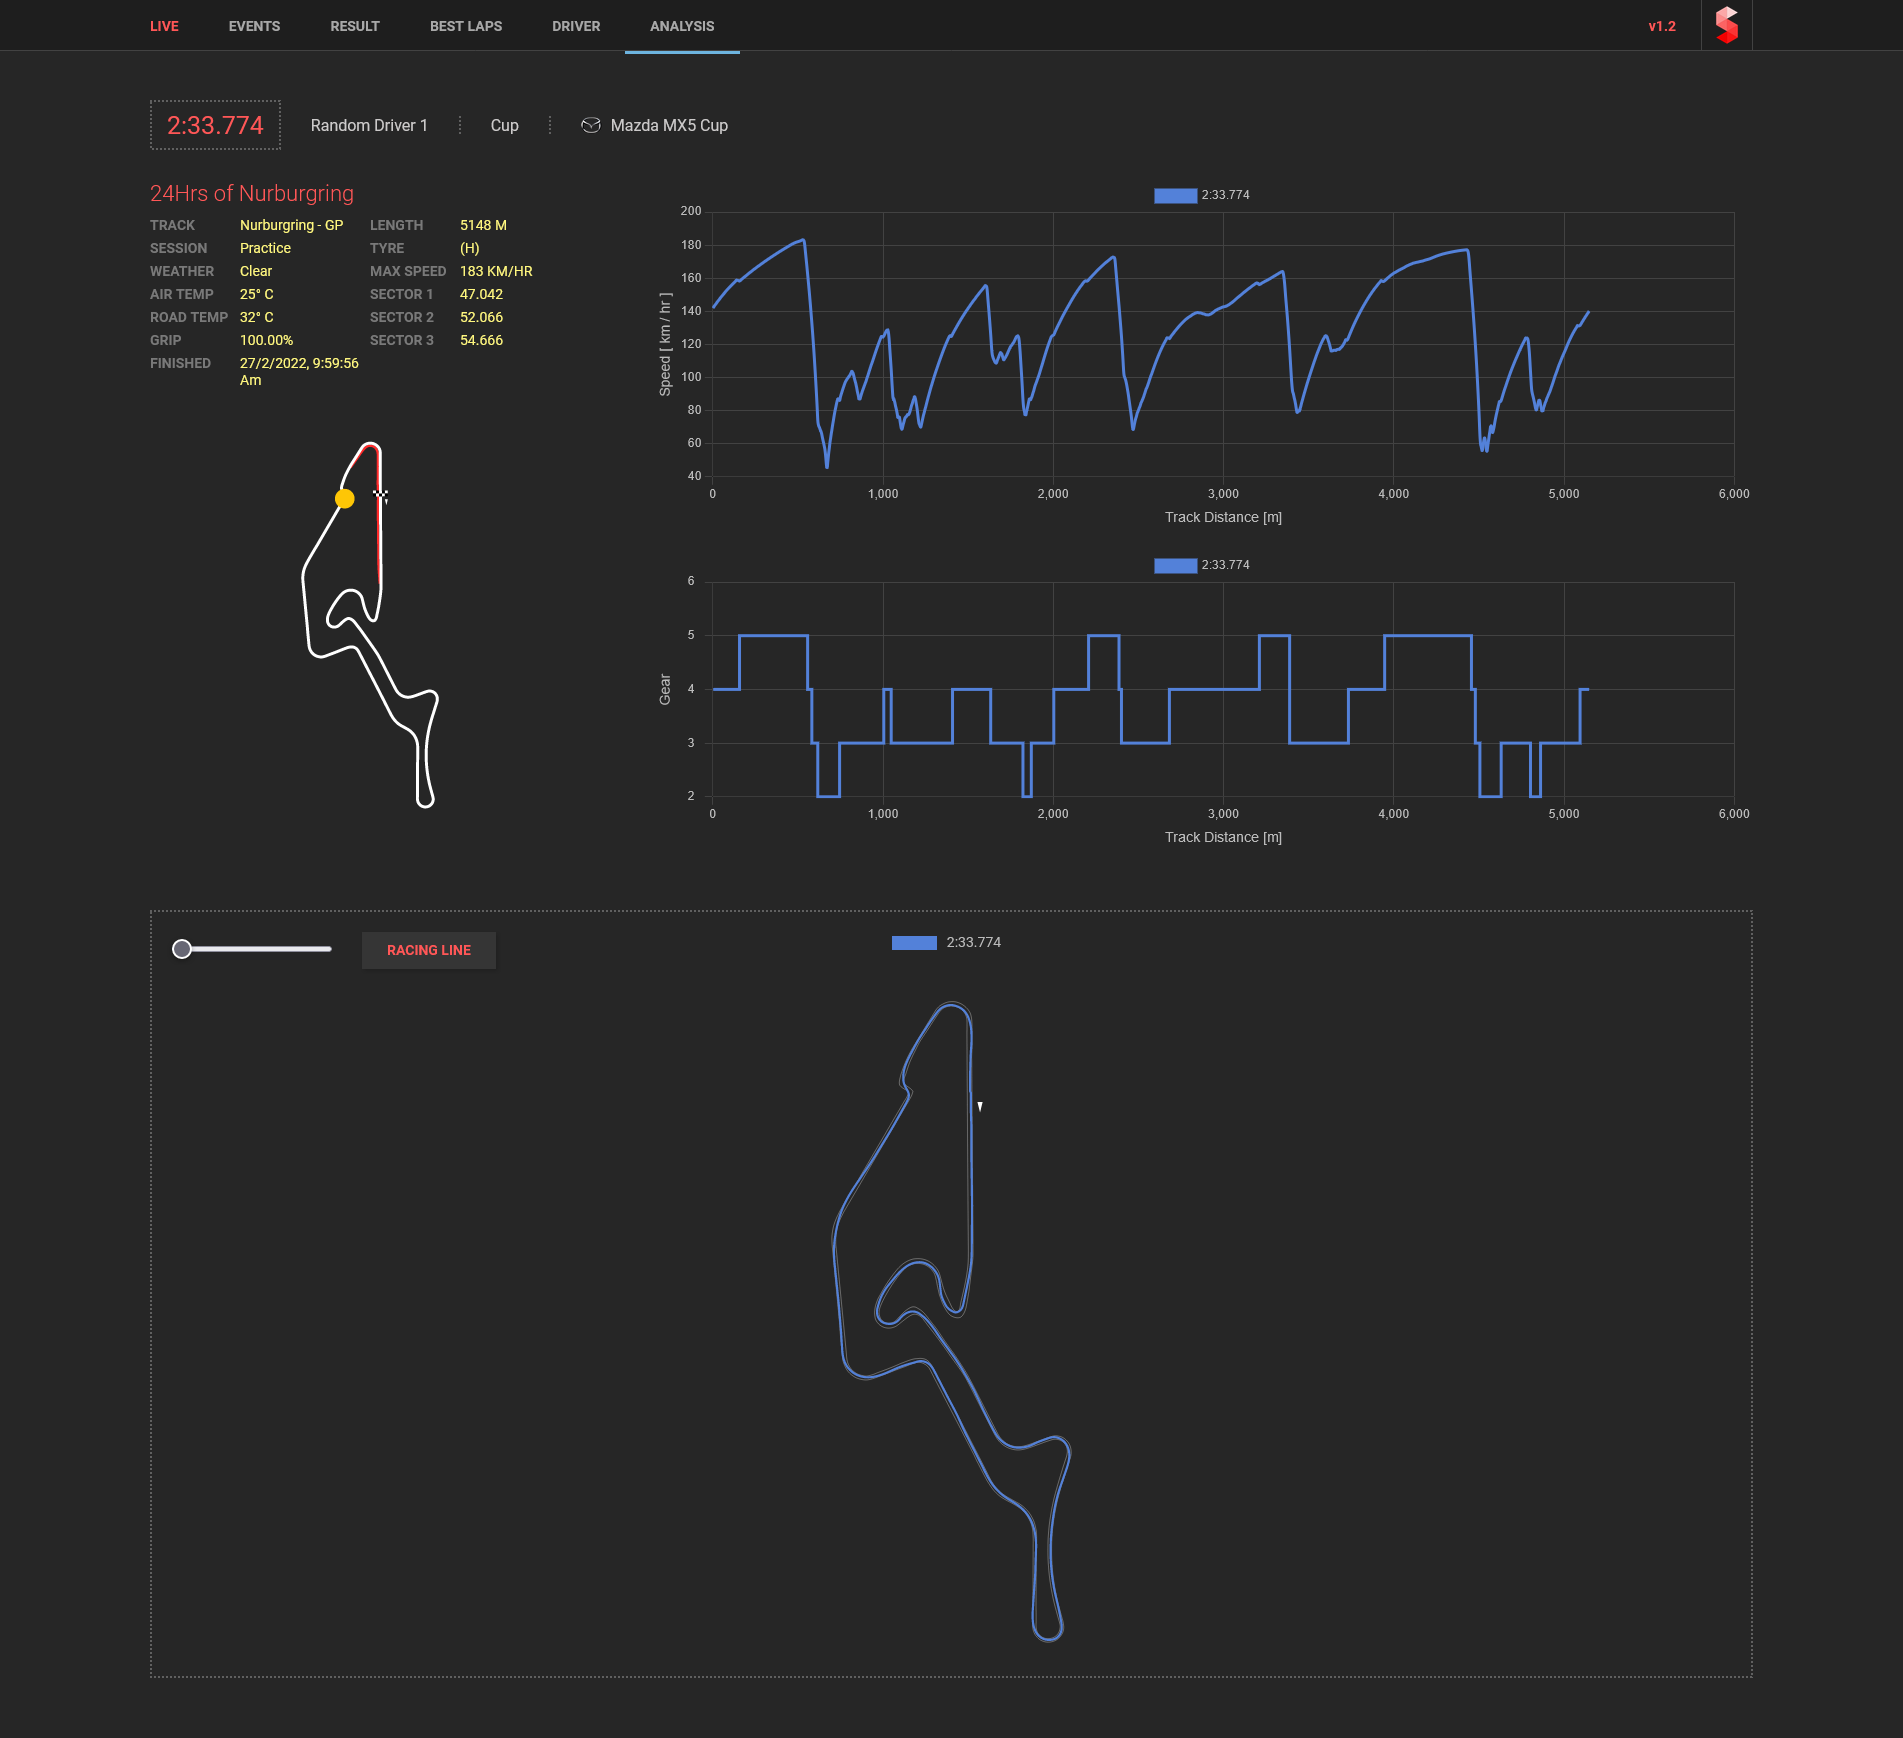 LIVE EVENTS RESULT BEST LAPS DRIVER ANALYSIS v1.2
2:33.774 Random Driver 1 Cup Mazda MX5 Cup
24Hrs of Nurburgring
TRACK Nurburgring - GP LENGTH 5148 M
SESSION Practice TYRE (H)
WEATHER Clear MAX SPEED 183 KM/HR
AIR TEMP 25° C SECTOR 1 47.042
ROAD TEMP 32° C SECTOR 2 52.066
GRIP 100.00% SECTOR 3 54.666
FINISHED 27/2/2022, 9:59:56
Am
2:33.774
200
180
160
140
120
100
80
60
40
Speed [ km / hr ]
0 1,000 2,000 3,000 4,000 5,000 6,000
Track Distance [m]
2:33.774
6
5
4
3
2
Gear
0 1,000 2,000 3,000 4,000 5,000 6,000
Track Distance [m]
RACING LINE
2:33.774